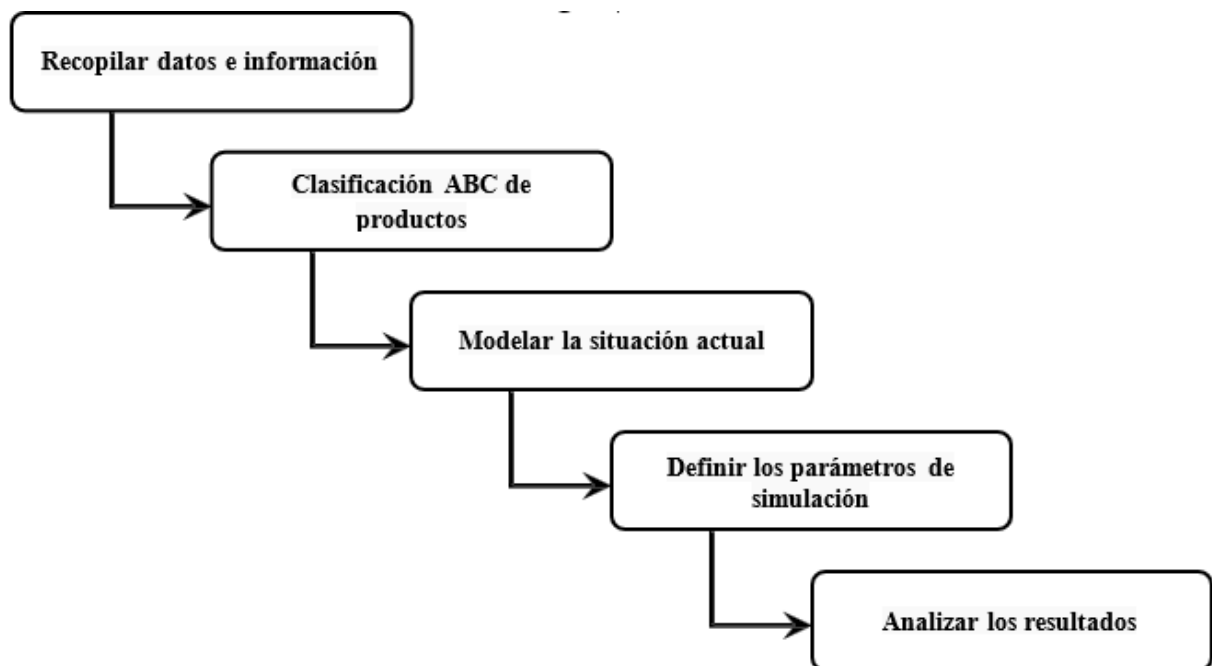 Recopilar datos e información
Clasificación ABC de
productos
Modelar la situación actual
Definir los parámetros de
simulación
Analizar los resultados